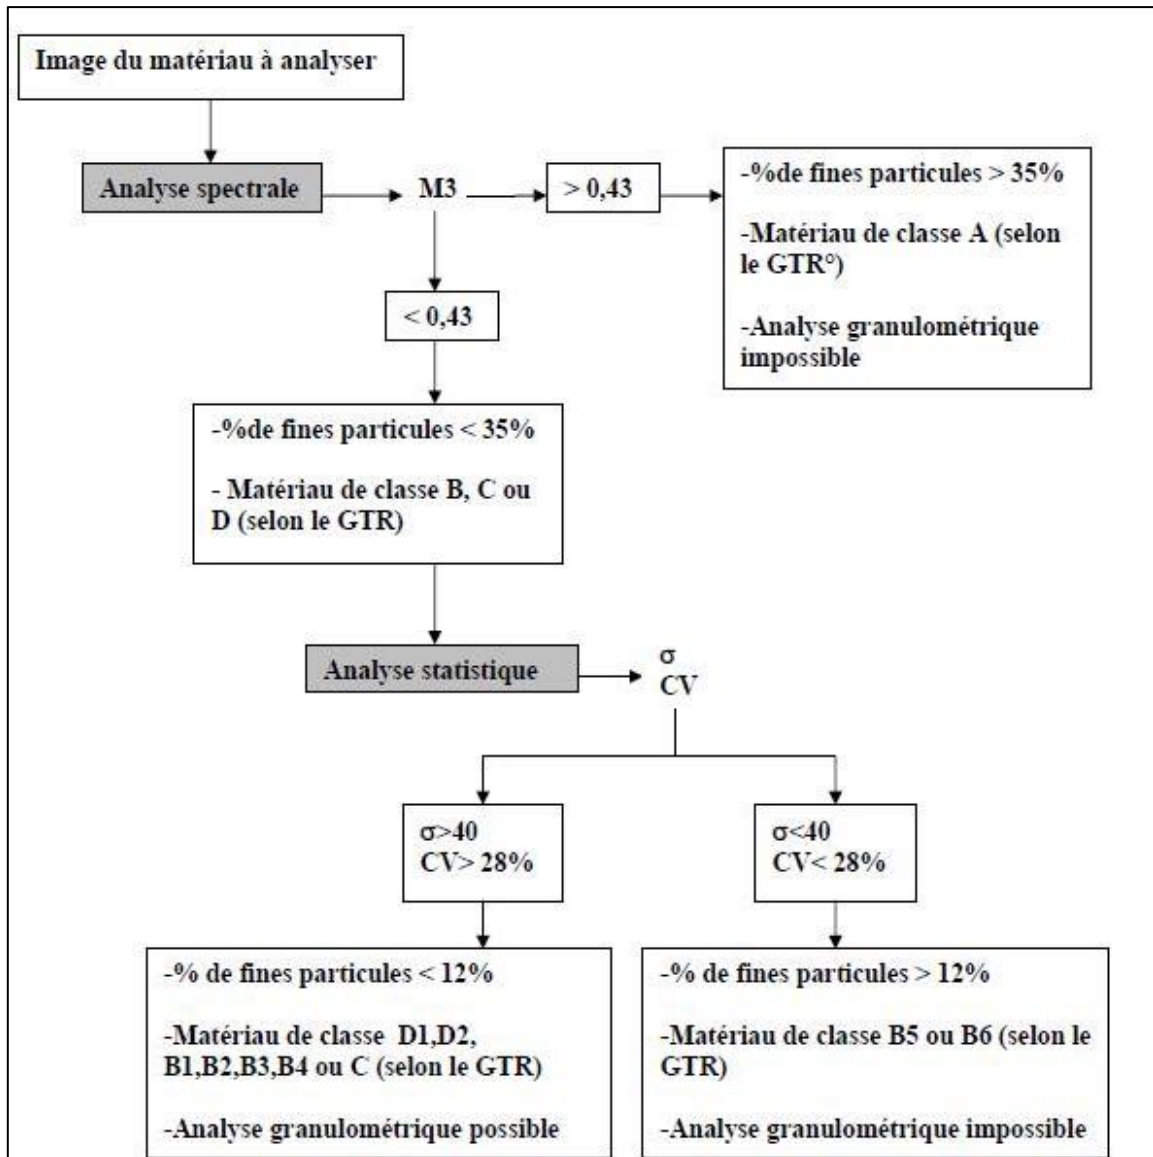 Image du matériau à analyser
Analyse spectrale
M3
> 0,43
-%de fines particules > 35%
-Matériau de classe A (selon
le GTR°)
-Analyse granulométrique
impossible
< 0,43
-%de fines particules < 35%
- Matériau de classe B, C ou
D (selon le GTR)
Analyse statistique
σ
CV
σ>40
CV> 28%
σ<40
CV< 28%
-% de fines particules < 12%
-Matériau de classe  D1,D2,
B1,B2,B3,B4 ou C (selon le GTR)
-Analyse granulométrique possible
-% de fines particules > 12%
-Matériau de classe B5 ou B6 (selon le
GTR)
-Analyse granulométrique impossible